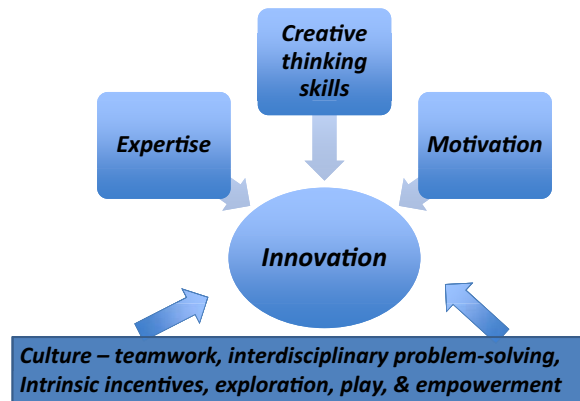 Creative
thinking
skills
Expertise
Motivation
Innovation
Culture – teamwork, interdisciplinary problem-solving,
Intrinsic incentives, exploration, play, & empowerment